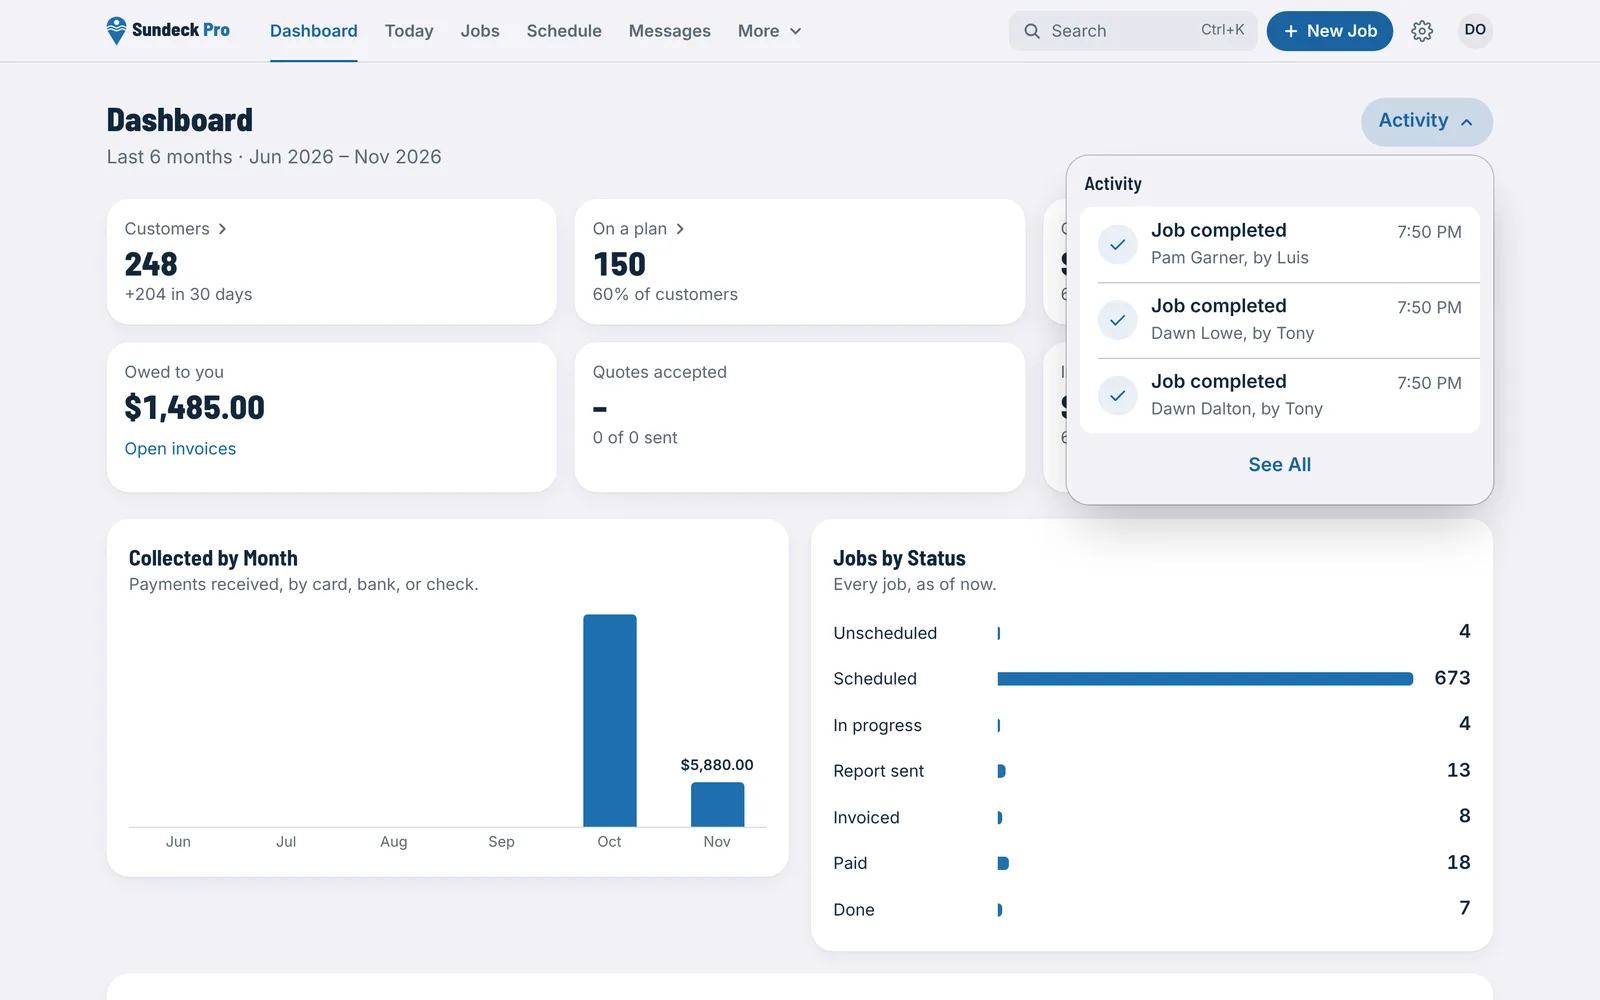 Sundeck Pro
Dashboard
Today
Jobs
Schedule
Messages
More
Search
Ctrl+K
+ New Job
DO
Dashboard
Last 6 months · Jun 2026 – Nov 2026
Activity
Activity
Job completed
7:50 PM
Pam Garner, by Luis
Job completed
7:50 PM
Dawn Lowe, by Tony
Job completed
7:50 PM
Dawn Dalton, by Tony
See All
Customers
248
+204 in 30 days
On a plan
150
60% of customers
Owed to you
$1,485.00
Open invoices
Quotes accepted
–
0 of 0 sent
Collected by Month
Payments received, by card, bank, or check.
$5,880.00
Jun
Jul
Aug
Sep
Oct
Nov
Jobs by Status
Every job, as of now.
Unscheduled
4
Scheduled
673
In progress
4
Report sent
13
Invoiced
8
Paid
18
Done
7